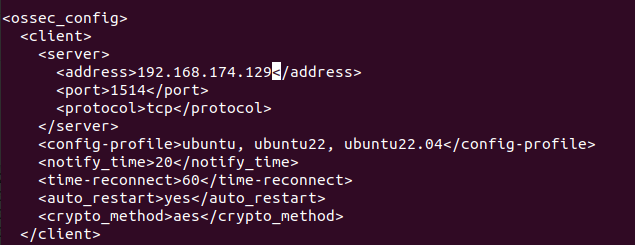 <ossec_config>
  <client>
    <server>
      <address>192.168.174.129</address>
      <port>1514</port>
      <protocol>tcp</protocol>
    </server>
    <config-profile>ubuntu, ubuntu22, ubuntu22.04</config-profile>
    <notify_time>20</notify_time>
    <time-reconnect>60</time-reconnect>
    <auto_restart>yes</auto_restart>
    <crypto_method>aes</crypto_method>
  </client>